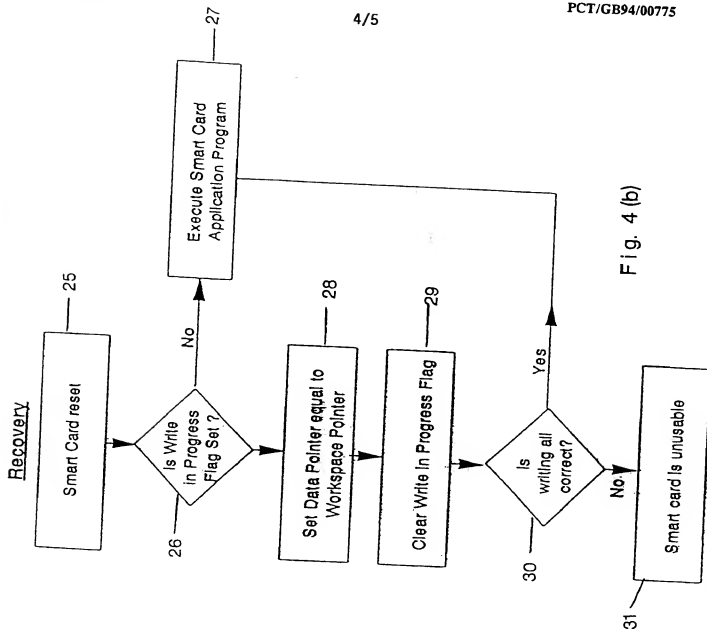 4/5
PCT/GB94/00775
Recovery
Smart Card reset
25
Is Write
in Progress
Flag Set ?
26
No
Execute Smart Card
Application Program
27
Set Data Pointer equal to
Workspace Pointer
28
Clear Write In Progress Flag
29
Is
writing all
correct?
30
Yes
No
Smart card is unusable
31
Fig. 4 (b)